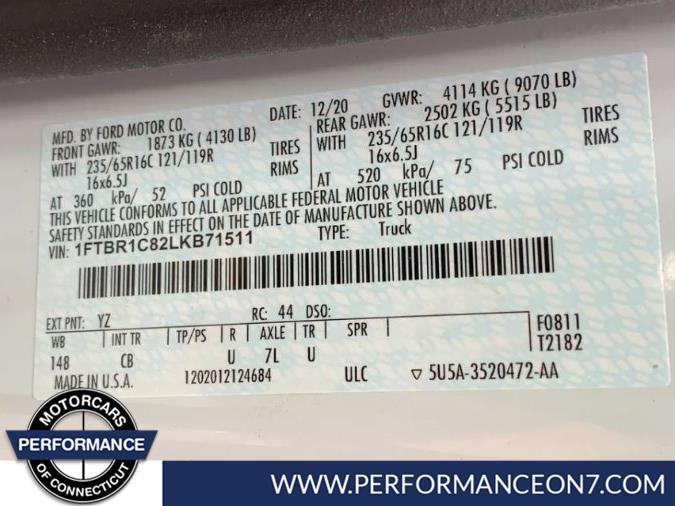 MFD. BY FORD MOTOR CO. DATE: 12/20 GVWR: 4114 KG ( 9070 LB)
FRONT GAWR: 1873 KG ( 4130 LB) REAR GAWR: 2502 KG ( 5515 LB)
WITH 235/65R16C 121/119R TIRES WITH 235/65R16C 121/119R TIRES
16x6.5J RIMS 16x6.5J RIMS
AT 360 kPa/ 52 PSI COLD AT 520 kPa/ 75 PSI COLD
THIS VEHICLE CONFORMS TO ALL APPLICABLE FEDERAL MOTOR VEHICLE
SAFETY STANDARDS IN EFFECT ON THE DATE OF MANUFACTURE SHOWN ABOVE.
VIN: 1FTBR1C82LKB71511 TYPE: Truck
EXT PNT: YZ RC: 44 DSO:
WB INT TR TP/PS R AXLE TR SPR F0811
148 CB U 7L U T2182
MADE IN U.S.A. 1202012124684 ULC ▽ 5U5A-3520472-AA
MOTORCARS
PERFORMANCE
OF CONNECTICUT
WWW.PERFORMANCEON7.COM